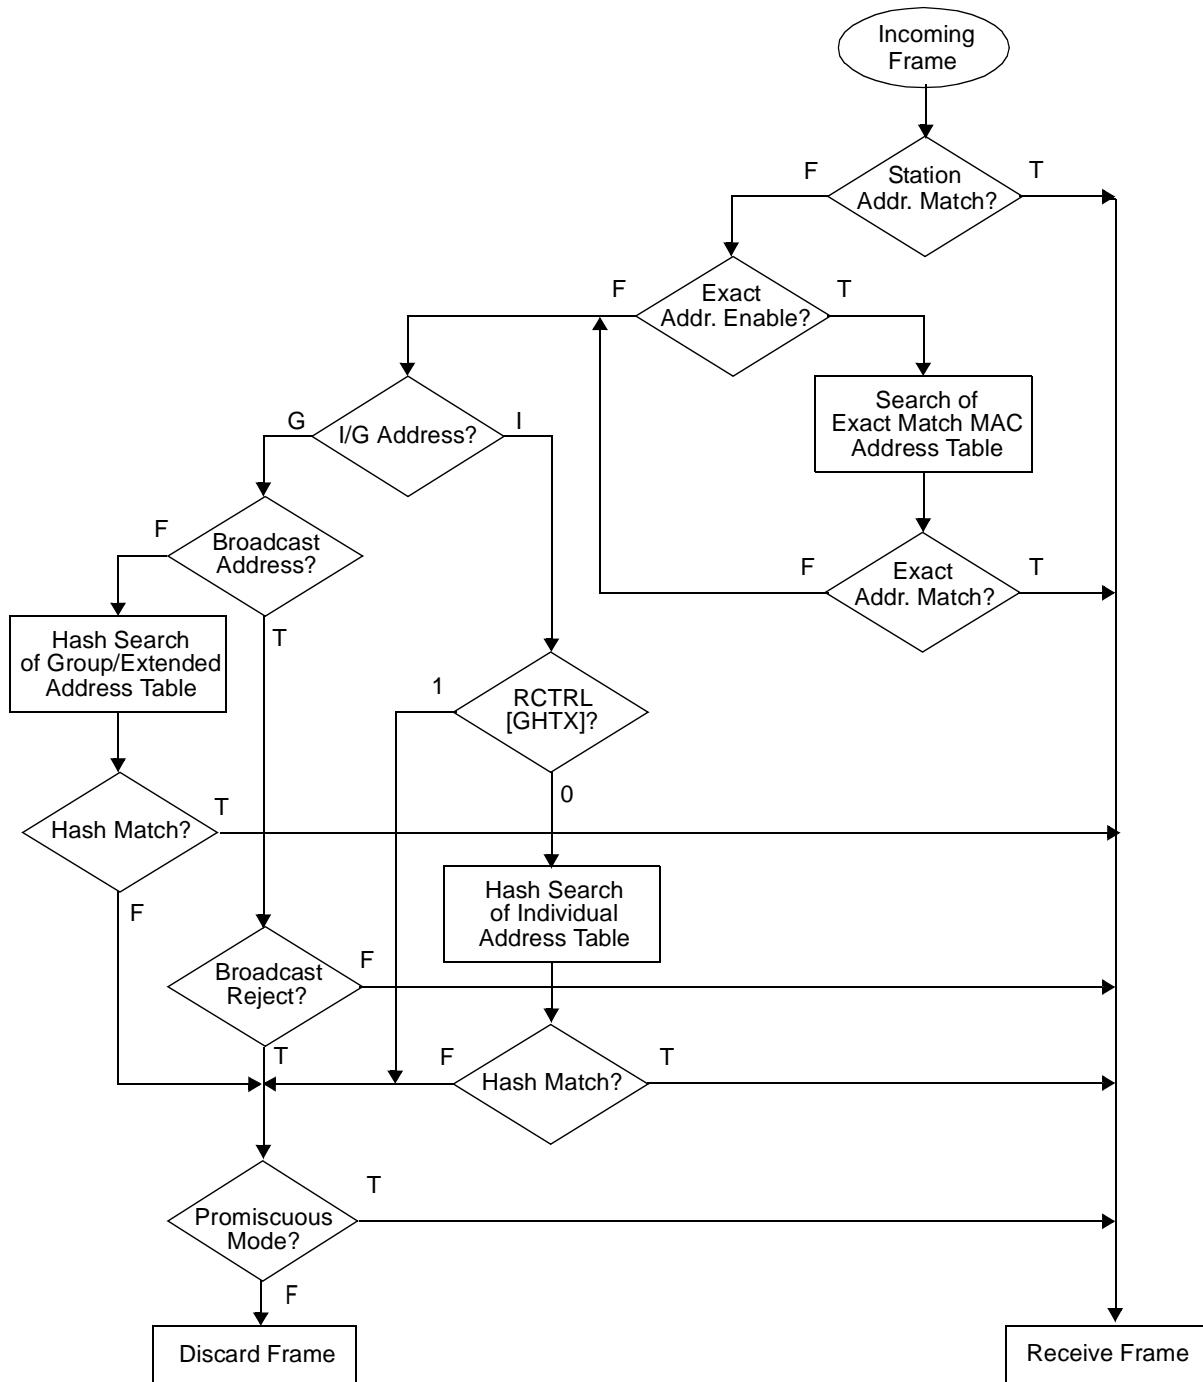 Incoming
Frame
F
Station
Addr. Match?
T
F
Exact
Addr. Enable?
T
Search of
Exact Match MAC
Address Table
G
I/G Address?
I
F
Broadcast
Address?
T
F
Exact
Addr. Match?
T
Hash Search
of Group/Extended
Address Table
1
RCTRL
[GHTX]?
0
Hash Match?
T
F
Hash Search
of Individual
Address Table
Broadcast
Reject?
F
T
F
Hash Match?
T
Promiscuous
Mode?
T
F
Discard Frame
Receive Frame